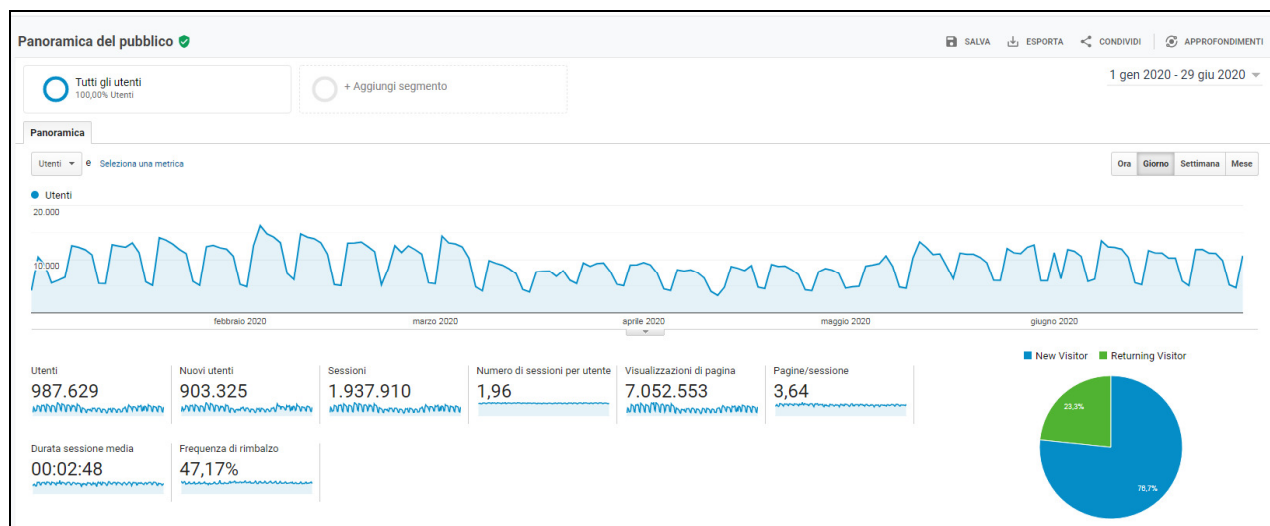 Panoramica del pubblico
SALVA ESPORTA CONDIVIDI APPROFONDIMENTI
Tutti gli utenti
100,00% Utenti
+ Aggiungi segmento
1 gen 2020 - 29 giu 2020
Panoramica
Utenti e Seleziona una metrica
Ora Giorno Settimana Mese
Utenti
20.000
10.000
febbraio 2020 marzo 2020 aprile 2020 maggio 2020 giugno 2020
New Visitor Returning Visitor
Utenti Nuovi utenti Sessioni Numero di sessioni per utente Visualizzazioni di pagina Pagine/sessione
987.629 903.325 1.937.910 1,96 7.052.553 3,64
23,3%
Durata sessione media Frequenza di rimbalzo
00:02:48 47,17%
76,7%